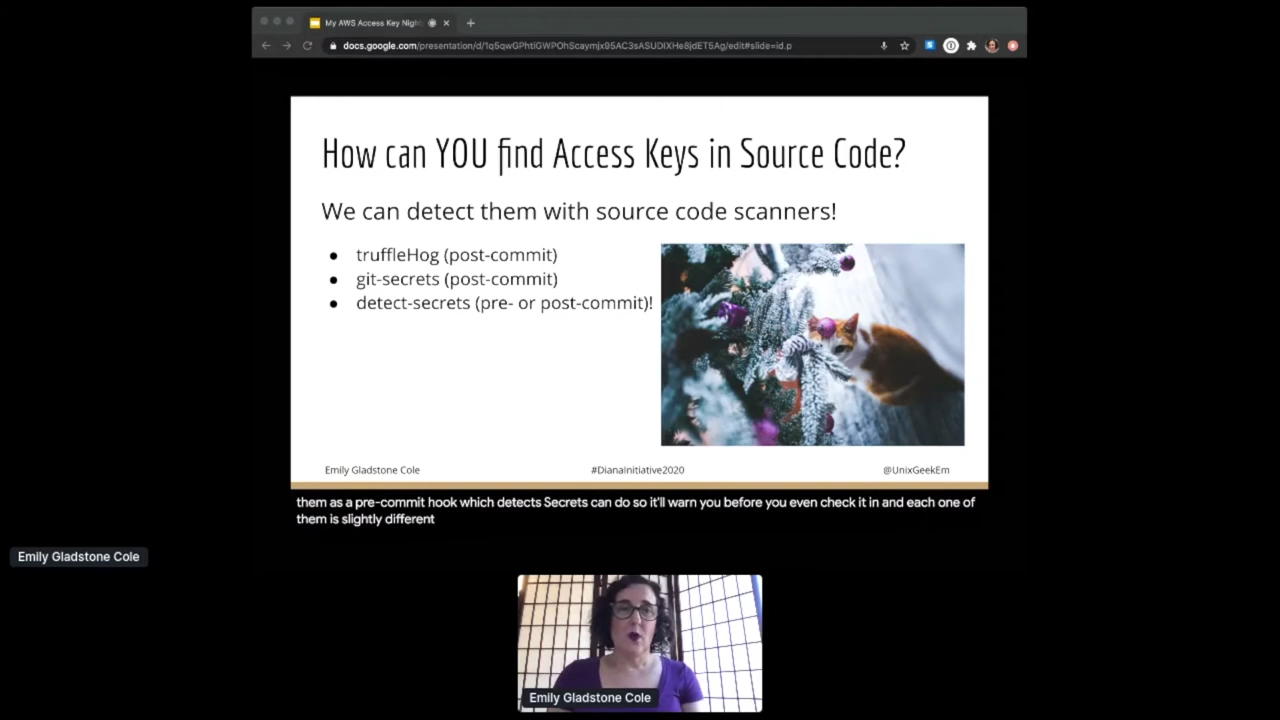 My AWS Access Key Nigh
docs.google.com/presentation/d/1q5qwGPhtiGWPOhScaymjx95AC3sASUDIXHe8jdET5Ag/edit#slide=id.p
How can YOU find Access Keys in Source Code?
We can detect them with source code scanners!
● truffleHog (post-commit)
● git-secrets (post-commit)
● detect-secrets (pre- or post-commit)!
Emily Gladstone Cole
#DianaInitiative2020
@UnixGeekEm
them as a pre-commit hook which detects Secrets can do so it'll warn you before you even check it in and each one of
them is slightly different
Emily Gladstone Cole
Emily Gladstone Cole